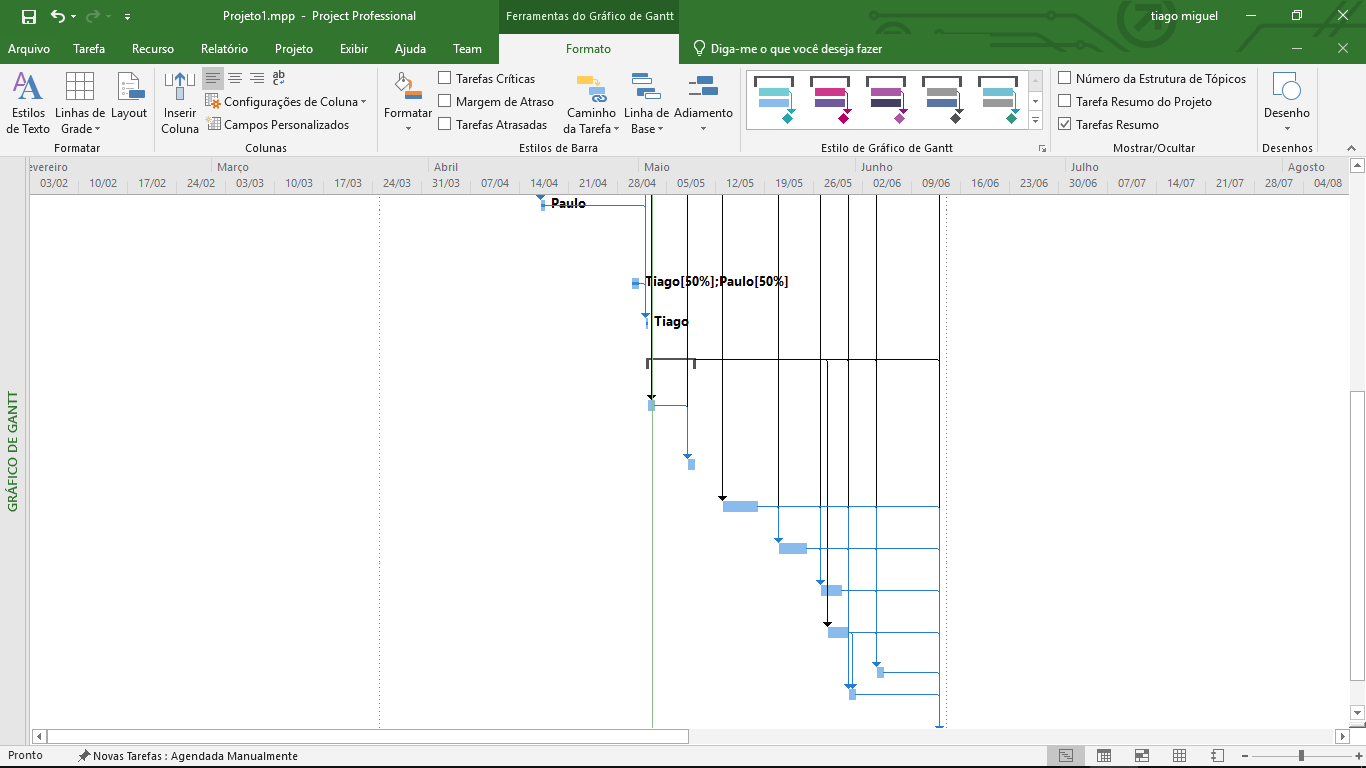 Projeto1.mpp - Project Professional
Ferramentas do Gráfico de Gantt
tiago miguel
Arquivo Tarefa Recurso Relatório Projeto Exibir Ajuda Team Formato Diga-me o que você deseja fazer
Estilos de Texto
Linhas de Grade
Layout
Formatar
Inserir Coluna
ab
Configurações de Coluna
Campos Personalizados
Colunas
Formatar
Tarefas Críticas
Margem de Atraso
Tarefas Atrasadas
Caminho da Tarefa
Linha de Base
Adiamento
Estilos de Barra
Estilo de Gráfico de Gantt
Número da Estrutura de Tópicos
Tarefa Resumo do Projeto
Tarefas Resumo
Mostrar/Ocultar
Desenho
Desenhos
evereiro Março Abril Maio Junho Julho Agosto
03/02 10/02 17/02 24/02 03/03 10/03 17/03 24/03 31/03 07/04 14/04 21/04 28/04 05/05 12/05 19/05 26/05 02/06 09/06 16/06 23/06 30/06 07/07 14/07 21/07 28/07 04/08
Paulo
Tiago[50%];Paulo[50%]
Tiago
GRÁFICO DE GANTT
Pronto
Novas Tarefas : Agendada Manualmente